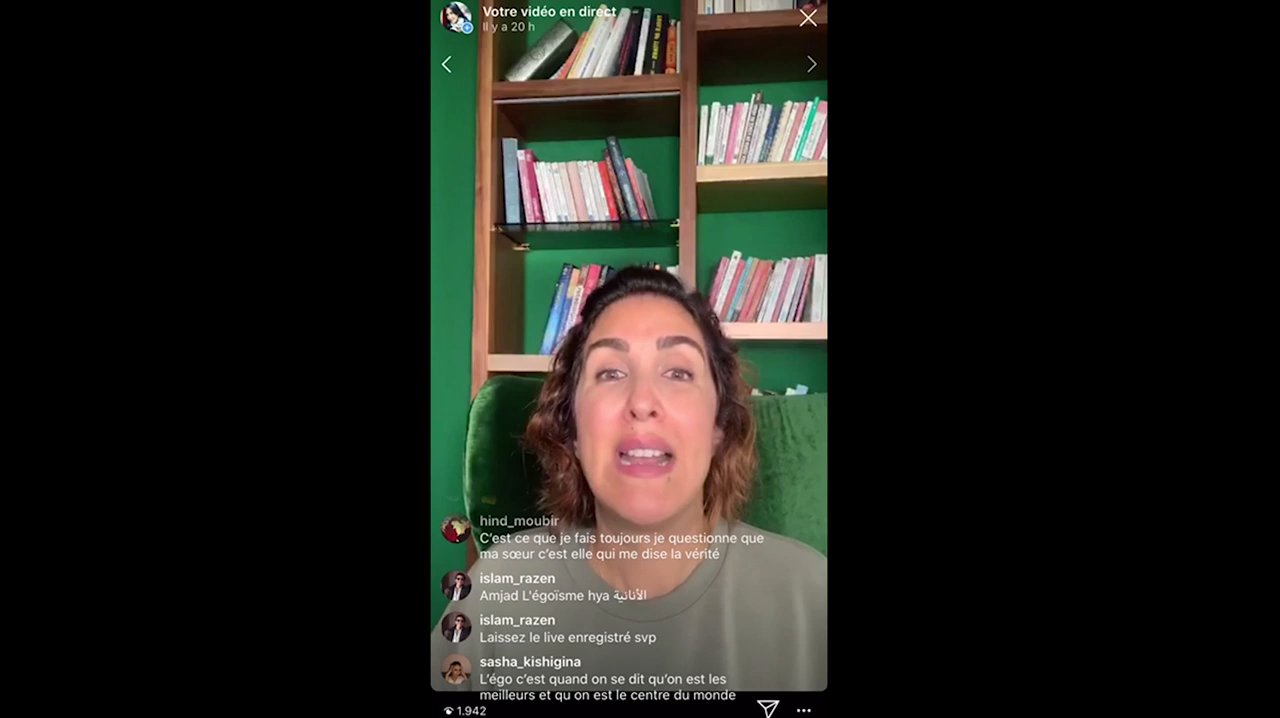 Votre vidéo en direct
Il y a 20 h
hind_moubir
C'est ce que je fais toujours je questionne que
ma sœur c'est elle qui me dise la vérité
islam_razen
Amjad L'égoïsme hya الأنانية
islam_razen
Laissez le live enregistré svp
sasha_kishigina
L'égo c'est quand on se dit qu'on est les
meilleurs et qu on est le centre du monde
1.942